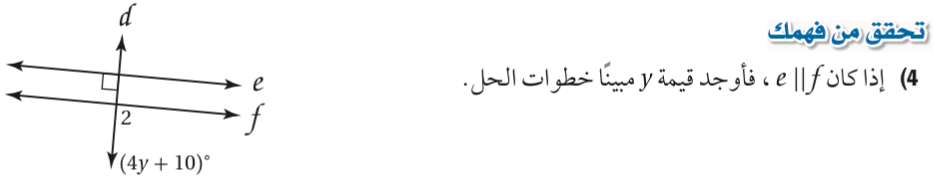 تحقق من فهمك
4) إذا كان e || f ، فأوجد قيمة y مبينًا خطوات الحل.
d
e
f
2
(4y + 10)°